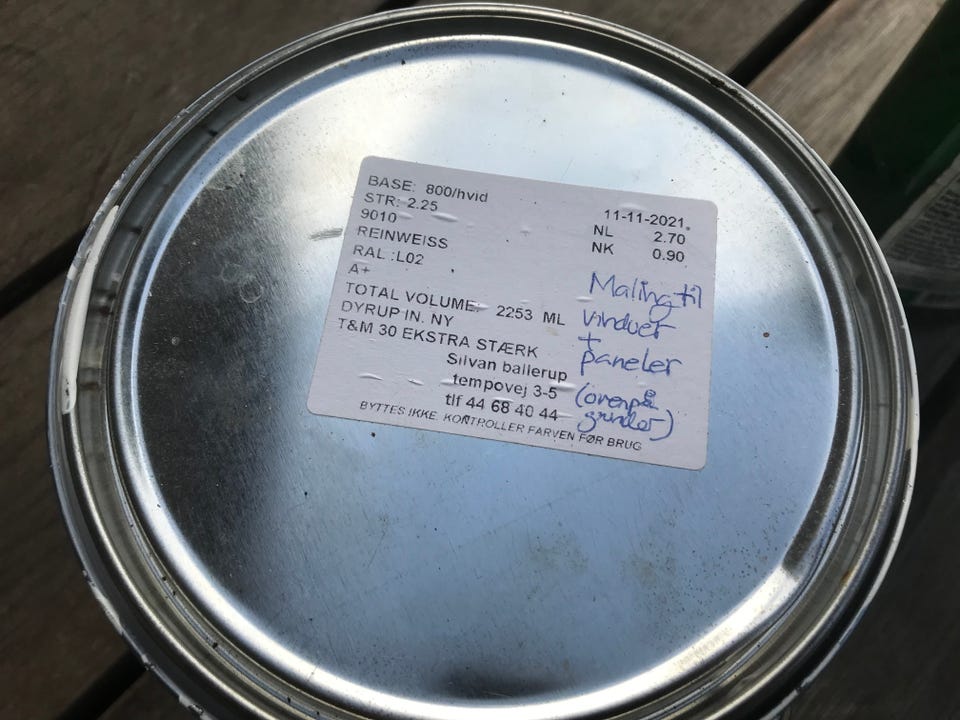 BASE: 800/hvid
STR: 2.25
9010
REINWEISS
RAL :L02
A+
TOTAL VOLUME: 2253 ML
DYRUP IN. NY
T&M 30 EKSTRA STÆRK
Silvan ballerup
tempovej 3-5
tlf 44 68 40 44
BYTTES IKKE. KONTROLLER FARVEN FØR BRUG
11-11-2021.
NL 2.70
NK 0.90
Maling til
vinduer
+
paneler
(ovenpå
grunder)